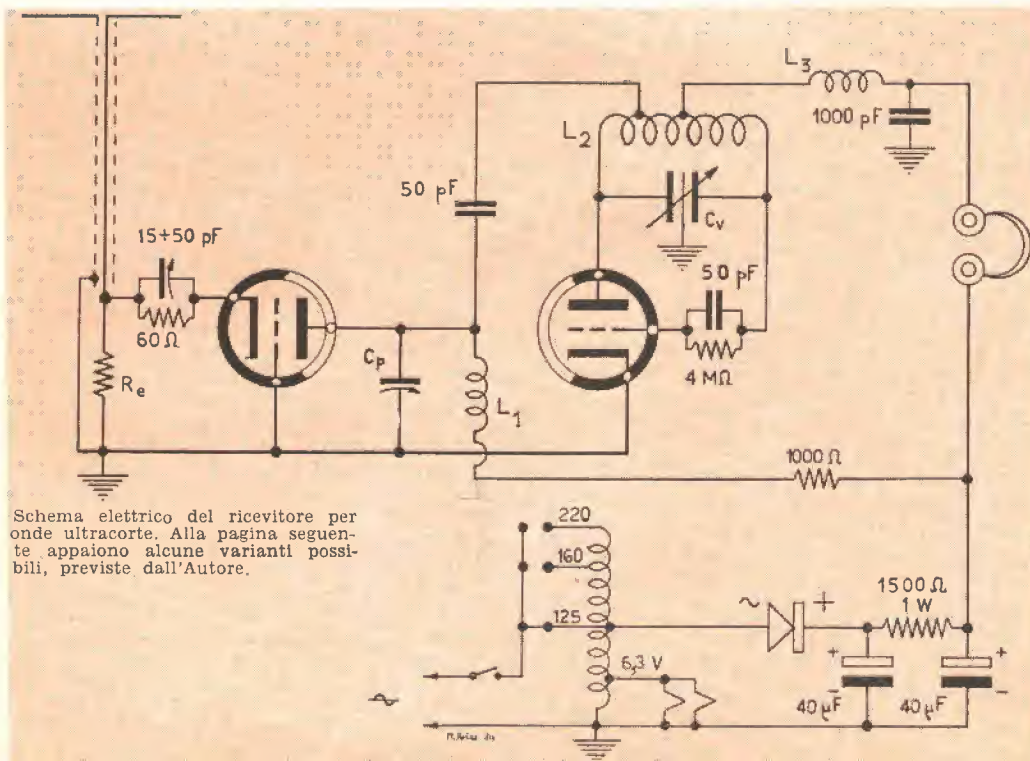 L₃
1000 pF
L₂
50 pF
Cv
15÷50 pF
50 pF
60 Ω
Cp
4 MΩ
Re
L₁
1000 Ω
Schema elettrico del ricevitore per
onde ultracorte. Alla pagina seguen-
te appaiono alcune varianti possi-
bili, previste dall'Autore.
220
160
125
~
+
1500 Ω
1 W
6,3 V
+
+
−
−
40 µF
40 µF